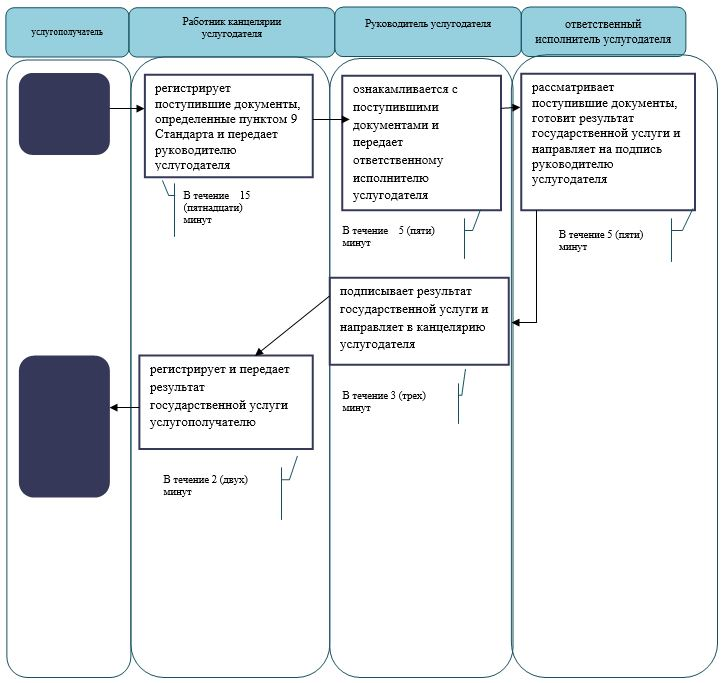 услугополучатель
Работник канцелярии
услугодателя
Руководитель услугодателя
ответственный
исполнитель услугодателя
регистрирует
поступившие документы,
определенные пунктом 9
Стандарта и передает
руководителю
услугодателя
ознакамливается с
поступившими
документами и
передает
ответственному
исполнителю
услугодателя
рассматривает
поступившие документы,
готовит результат
государственной услуги и
направляет на подпись
руководителю
услугодателя
В течение 15
(пятнадцати)
минут
В течение 5 (пяти)
минут
В течение 5 (пяти)
минут
подписывает результат
государственной услуги и
направляет в канцелярию
услугодателя
регистрирует и передает
результат
государственной услуги
услугополучателю
В течение 3 (трех)
минут
В течение 2 (двух)
минут